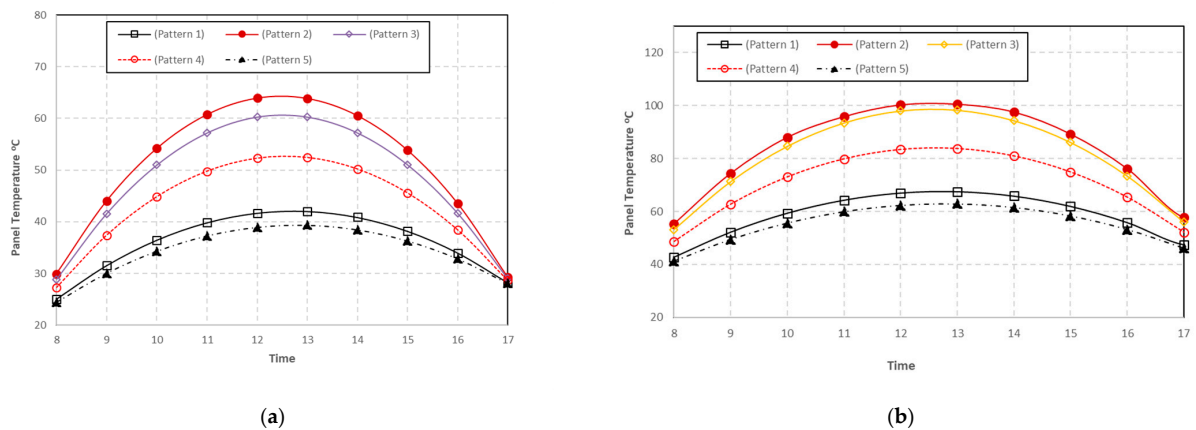 80
70
60
50
40
30
20
Panel Temperature ºC
(Pattern 1) (Pattern 2) (Pattern 3)
(Pattern 4) (Pattern 5)
8 9 10 11 12 13 14 15 16 17
Time
(a)
120
100
80
60
40
20
Panel Temperature ºC
(Pattern 1) (Pattern 2) (Pattern 3)
(Pattern 4) (Pattern 5)
8 9 10 11 12 13 14 15 16 17
Time
(b)